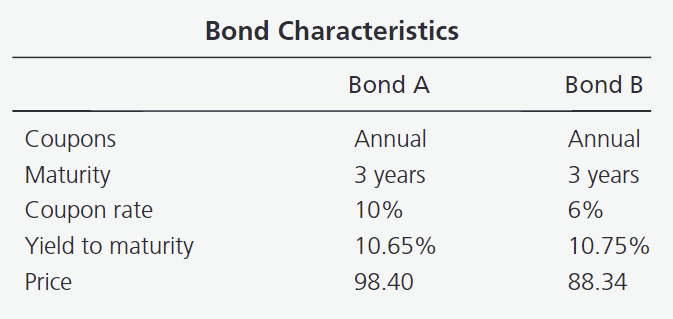 Bond Characteristics
Bond A Bond B
Coupons Annual Annual
Maturity 3 years 3 years
Coupon rate 10% 6%
Yield to maturity 10.65% 10.75%
Price 98.40 88.34